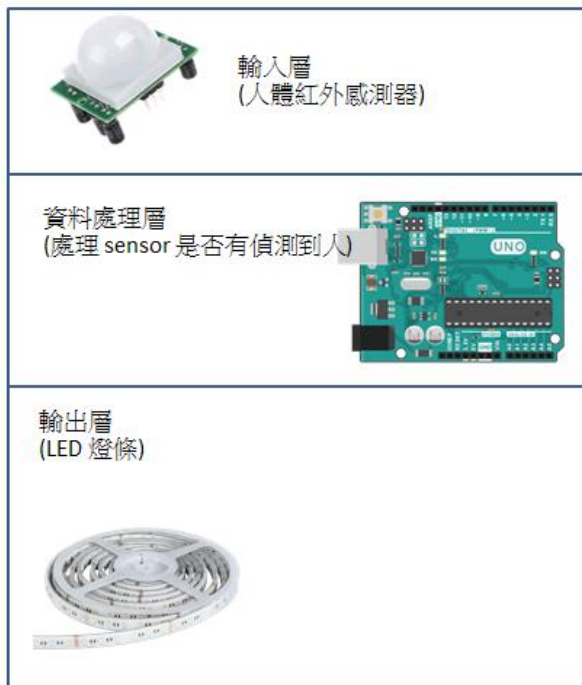 輸入層
(人體紅外感測器)
資料處理層
(處理 sensor 是否有偵測到人)
UNO
輸出層
(LED 燈條)